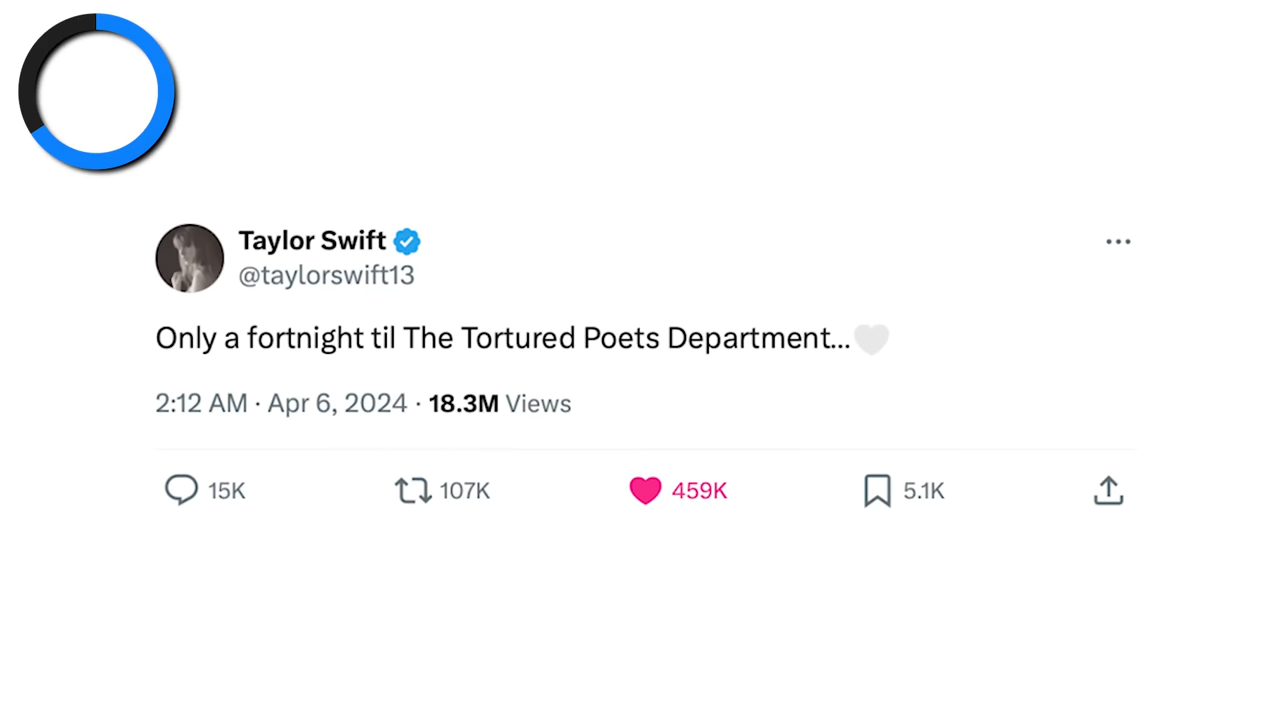 Taylor Swift
@taylorswift13
Only a fortnight til The Tortured Poets Department...🤍
2:12 AM · Apr 6, 2024 · 18.3M Views
15K 107K 459K 5.1K